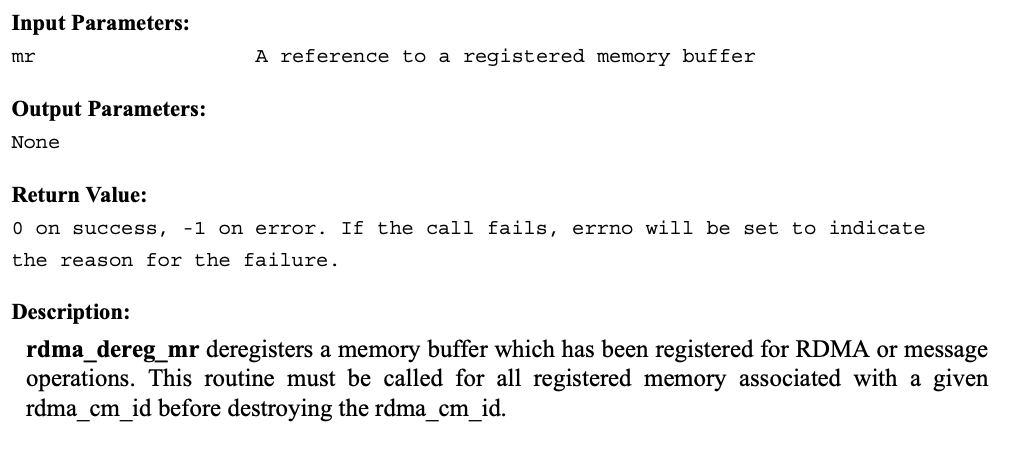 Input Parameters:
mr A reference to a registered memory buffer
Output Parameters:
None
Return Value:
0 on success, -1 on error. If the call fails, errno will be set to indicate
the reason for the failure.
Description:
rdma_dereg_mr deregisters a memory buffer which has been registered for RDMA or message
operations. This routine must be called for all registered memory associated with a given
rdma_cm_id before destroying the rdma_cm_id.